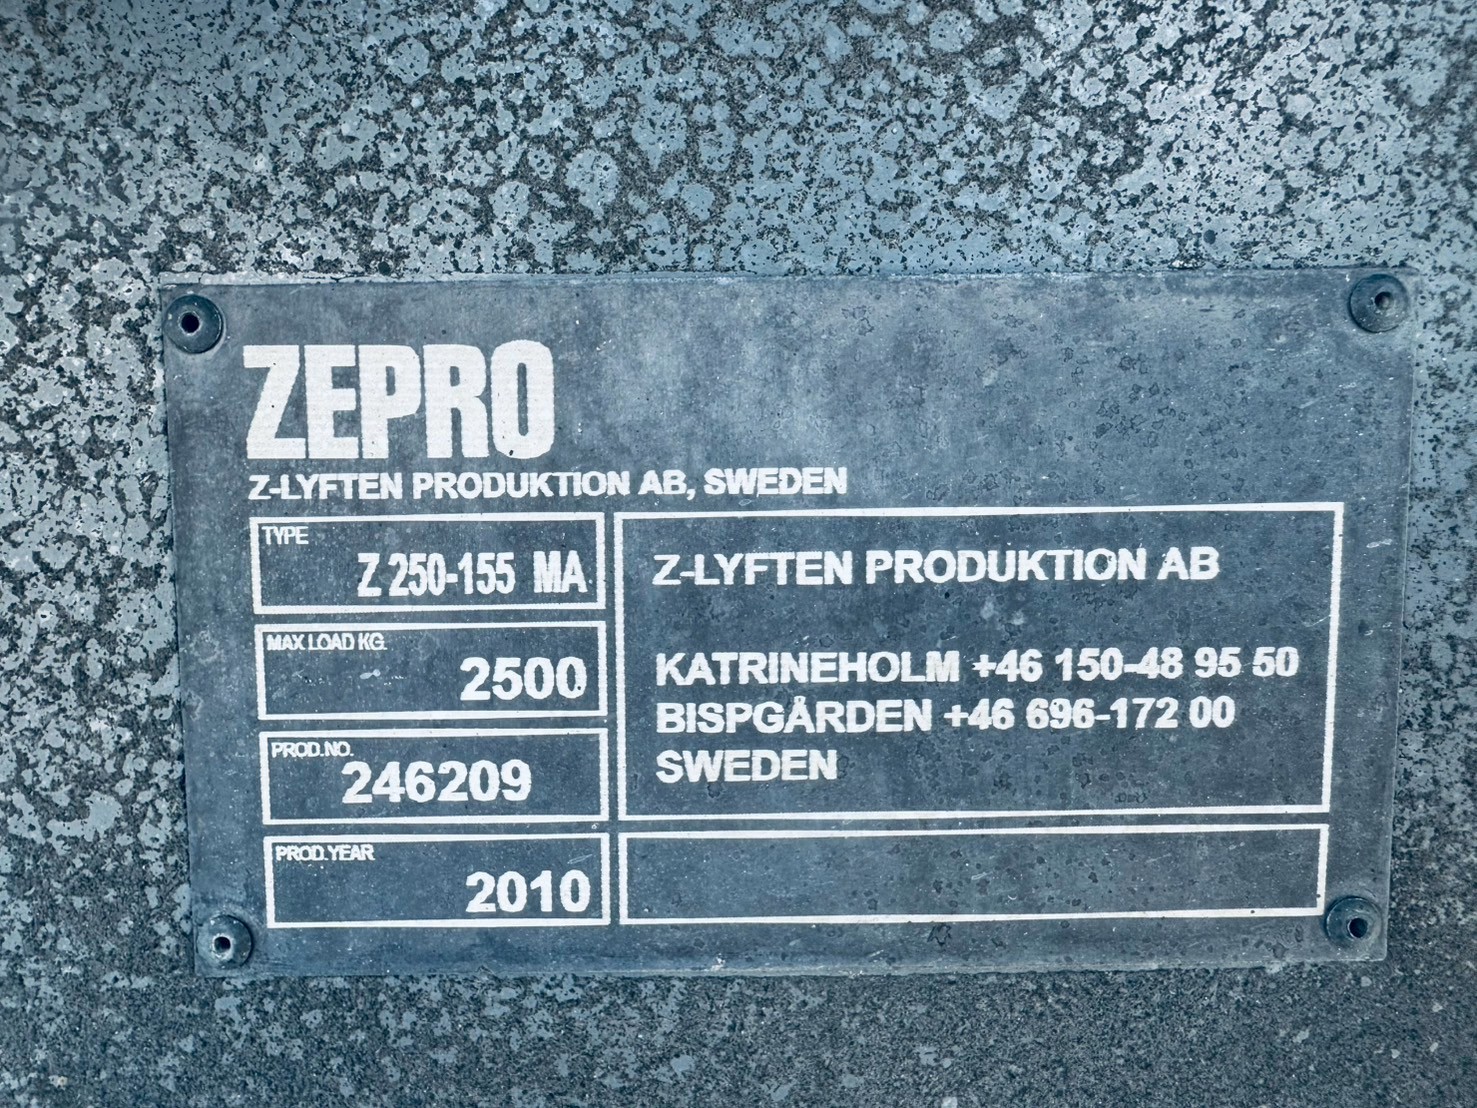 ZEPRO
Z-LYFTEN PRODUKTION AB, SWEDEN
TYPE
Z 250-155 MA
MAX LOAD KG.
2500
PROD.NO.
246209
PROD.YEAR
2010
Z-LYFTEN PRODUKTION AB
KATRINEHOLM +46 150-48 95 50
BISPGÅRDEN +46 696-172 00
SWEDEN